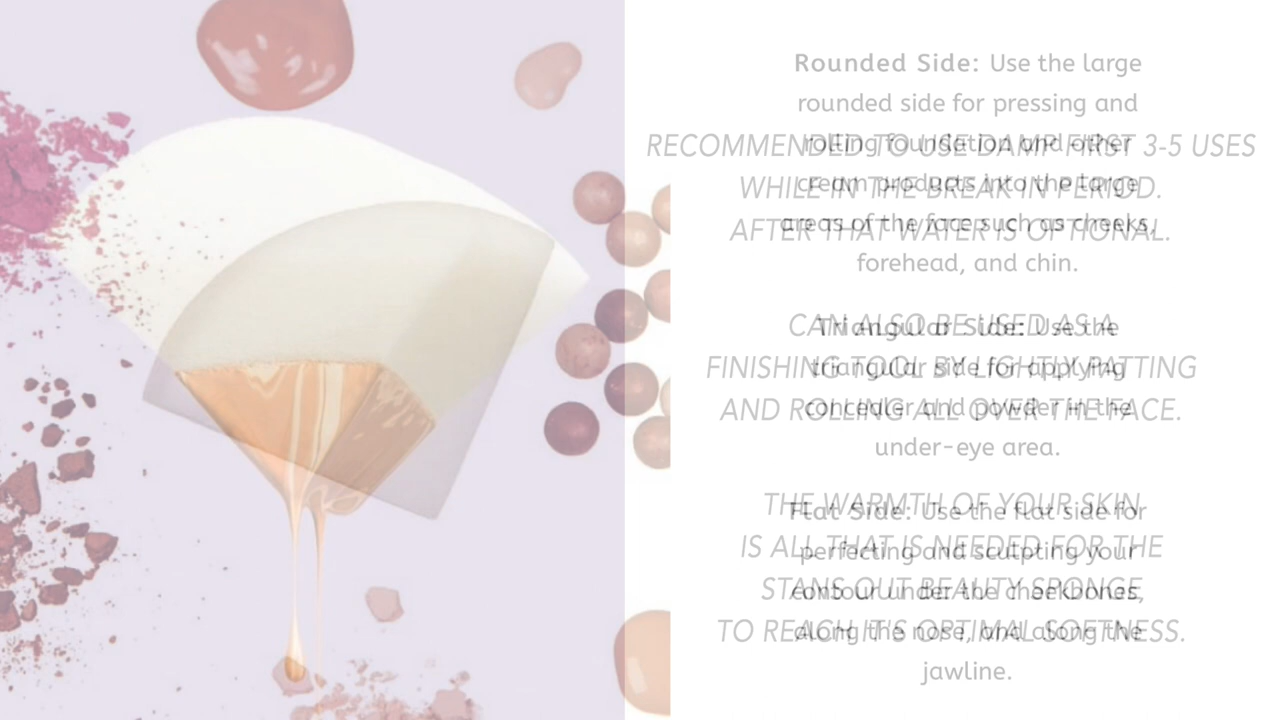 Rounded Side: Use the large
rounded side for pressing and
rolling foundation and other
cream products into the large
areas of the face such as cheeks,
forehead, and chin.
Triangular Side: Use the
triangular side for applying
concealer and powder in the
under-eye area.
Flat Side: Use the flat side for
perfecting and sculpting your
contour under the cheekbones,
along the nose, and along the
jawline.
RECOMMENDED TO USE DAMP FIRST 3-5 USES
WHILE IN THE BREAK IN PERIOD.
AFTER THAT WATER IS OPTIONAL.
CAN ALSO BE USED AS A
FINISHING TOOL BY LIGHTLY PATTING
AND ROLLING ALL OVER THE FACE.
THE WARMTH OF YOUR SKIN
IS ALL THAT IS NEEDED FOR THE
STANS OUT BEAUTY SPONGE
TO REACH IT'S OPTIMAL SOFTNESS.